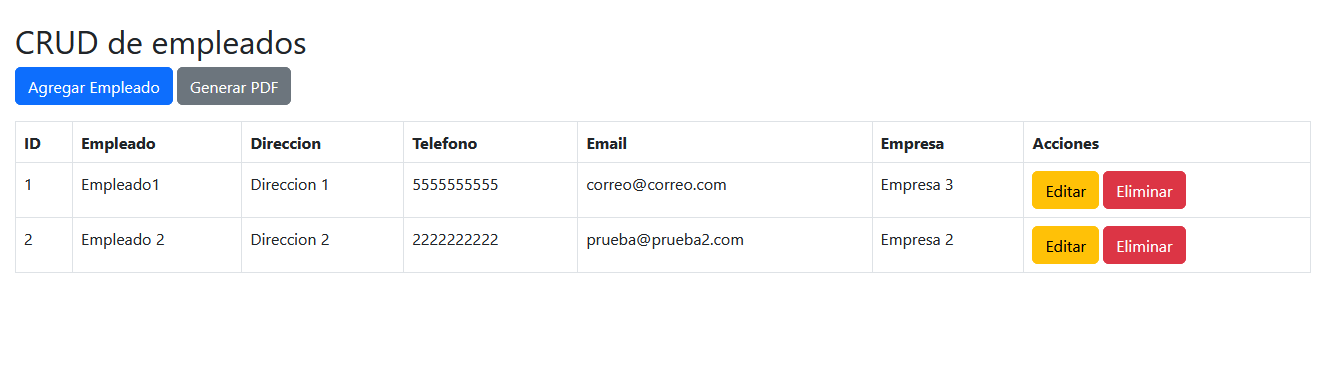 CRUD de empleados
Agregar Empleado Generar PDF
ID Empleado Direccion Telefono Email Empresa Acciones
1 Empleado1 Direccion 1 5555555555 correo@correo.com Empresa 3 Editar Eliminar
2 Empleado 2 Direccion 2 2222222222 prueba@prueba2.com Empresa 2 Editar Eliminar